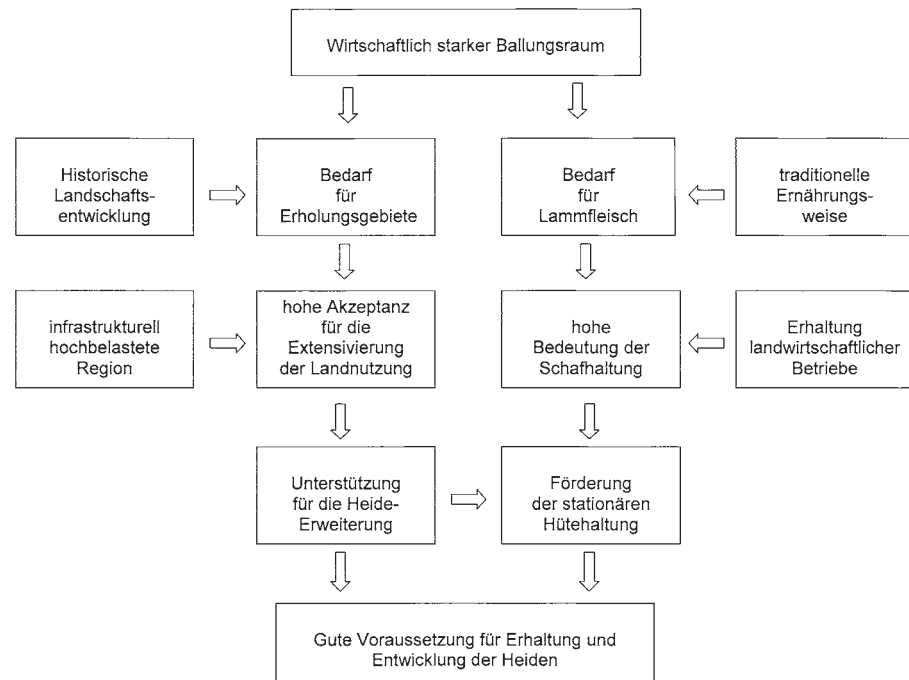 Wirtschaftlich starker Ballungsraum
Historische
Landschafts-
entwicklung
Bedarf
für
Erholungsgebiete
Bedarf
für
Lammfleisch
traditionelle
Ernährungs-
weise
infrastrukturell
hochbelastete
Region
hohe Akzeptanz
für die
Extensivierung
der Landnutzung
hohe
Bedeutung der
Schafhaltung
Erhaltung
landwirtschaftlicher
Betriebe
Unterstützung
für die Heide-
Erweiterung
Förderung
der stationären
Hütehaltung
Gute Voraussetzung für Erhaltung und
Entwicklung der Heiden